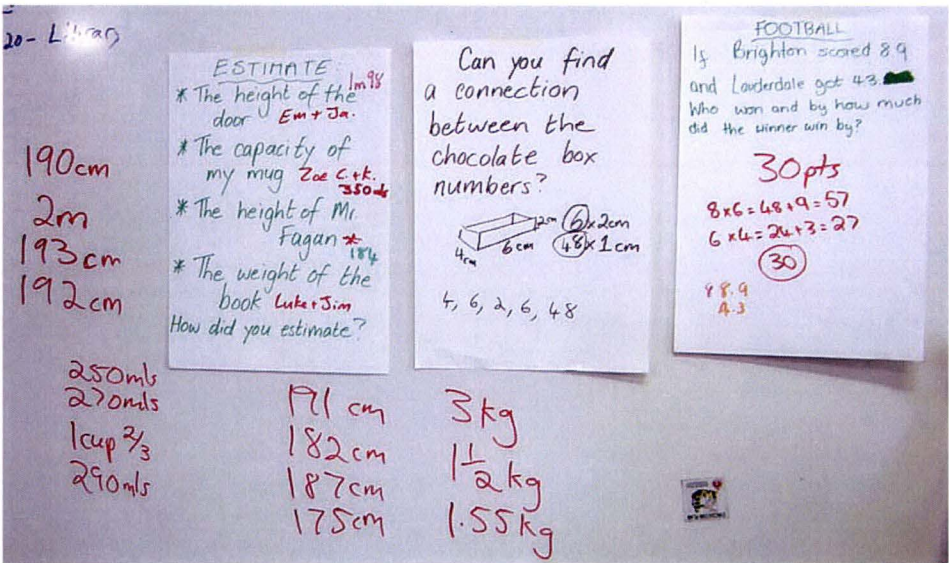 20 - Library
190cm
2m
193cm
192cm
ESTIMATE
* The height of the 1m98
door Em + Ja.
* The capacity of
my mug Zoe C. + K.
350mls
* The height of Mr.
Fagan *
184
* The weight of the
book Luke + Jim
How did you estimate?
Can you find
a connection
between the
chocolate box
numbers?
2cm 6 x 2cm
4cm 6cm 48 x 1cm
4, 6, 2, 6, 48
FOOTBALL
If Brighton scored 8.9
and Lauderdale got 43.
Who won and by how much
did the winner win by?
30pts
8 x 6 = 48 + 9 = 57
6 x 4 = 24 + 3 = 27
30
8.9
4.3
250mls
270mls
1cup 2/3
290mls
191 cm
182cm
187cm
175cm
3kg
1 1/2 kg
1.55kg